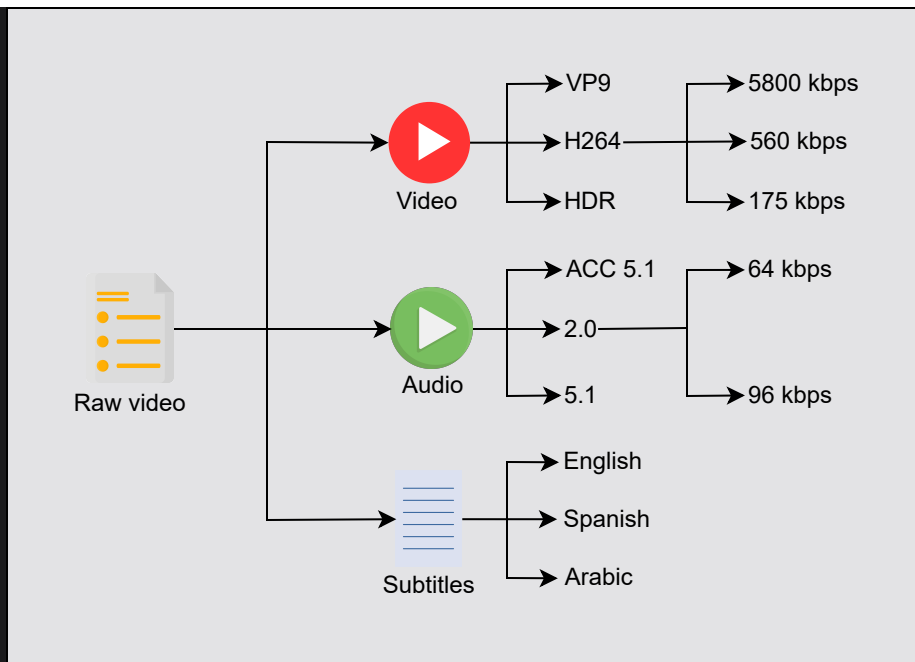 VP9
5800 kbps
H264
560 kbps
Video
HDR
175 kbps
ACC 5.1
64 kbps
2.0
Audio
Raw video
5.1
96 kbps
English
Spanish
Subtitles
Arabic